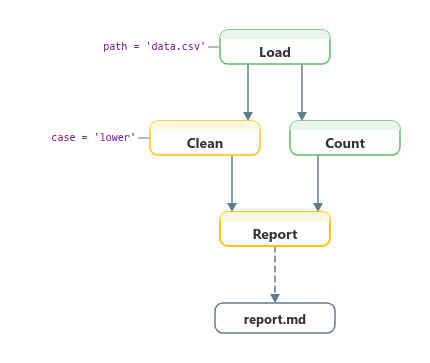 path = 'data.csv'
Load
case = 'lower'
Clean
Count
Report
report.md